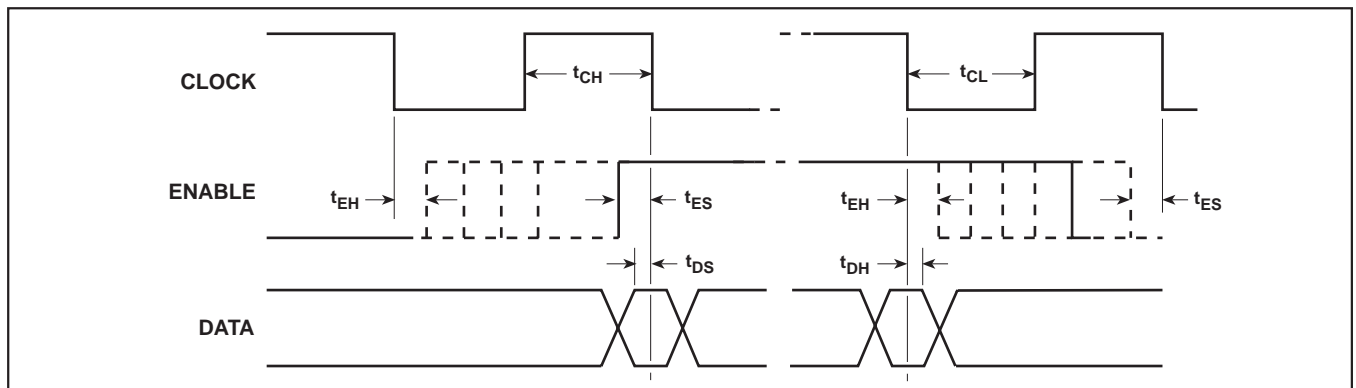 CLOCK
tCH
tCL
ENABLE
tEH
tES
tEH
tES
tDS
tDH
DATA